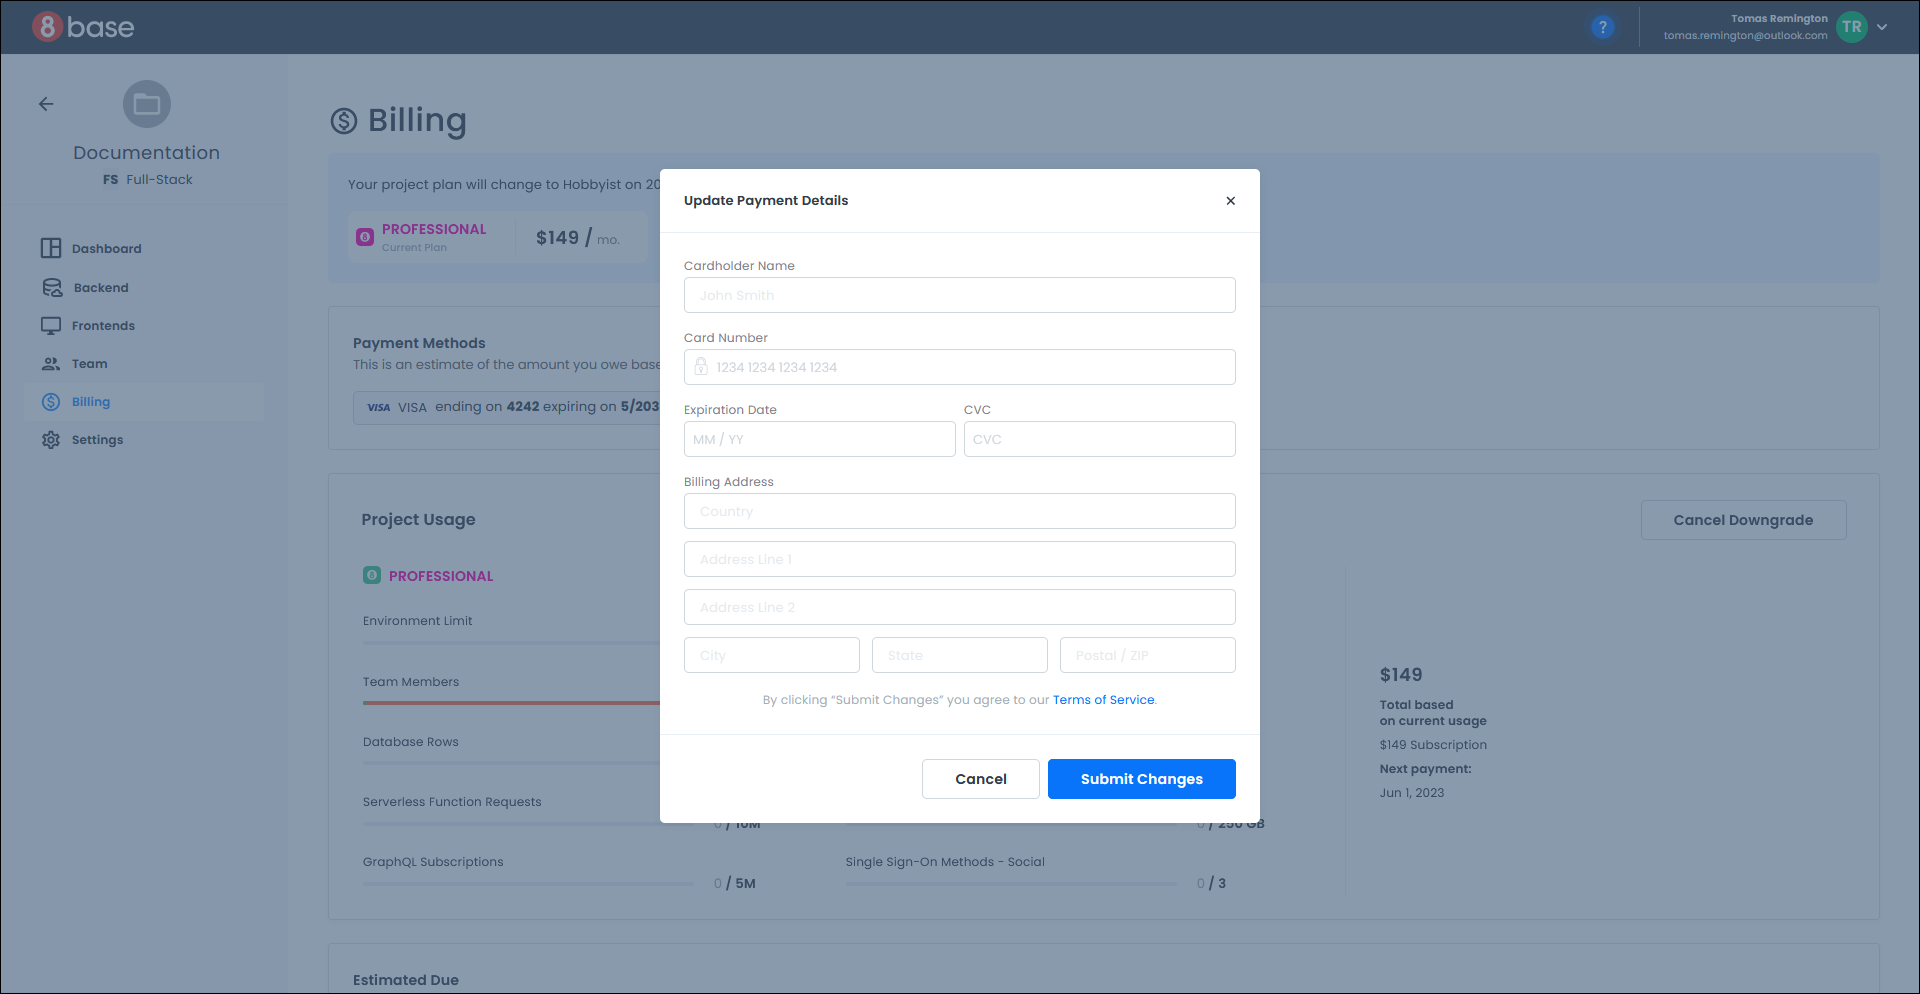 8base
?
Tomas Remington
tomas.remington@outlook.com
TR
Documentation
FS Full-Stack
Dashboard
Backend
Frontends
Team
Billing
Settings
Billing
Your project plan will change to Hobbyist on 20
PROFESSIONAL
Current Plan
$149 / mo.
Payment Methods
This is an estimate of the amount you owe base
VISA VISA ending on 4242 expiring on 5/203
Project Usage
Cancel Downgrade
PROFESSIONAL
Environment Limit
Team Members
Database Rows
Serverless Function Requests
0 / 10M
0 / 250 GB
GraphQL Subscriptions
0 / 5M
Single Sign-On Methods - Social
0 / 3
$149
Total based
on current usage
$149 Subscription
Next payment:
Jun 1, 2023
Estimated Due
Update Payment Details
×
Cardholder Name
John Smith
Card Number
1234 1234 1234 1234
Expiration Date
MM / YY
CVC
CVC
Billing Address
Country
Address Line 1
Address Line 2
City
State
Postal / ZIP
By clicking “Submit Changes” you agree to our Terms of Service.
Cancel
Submit Changes